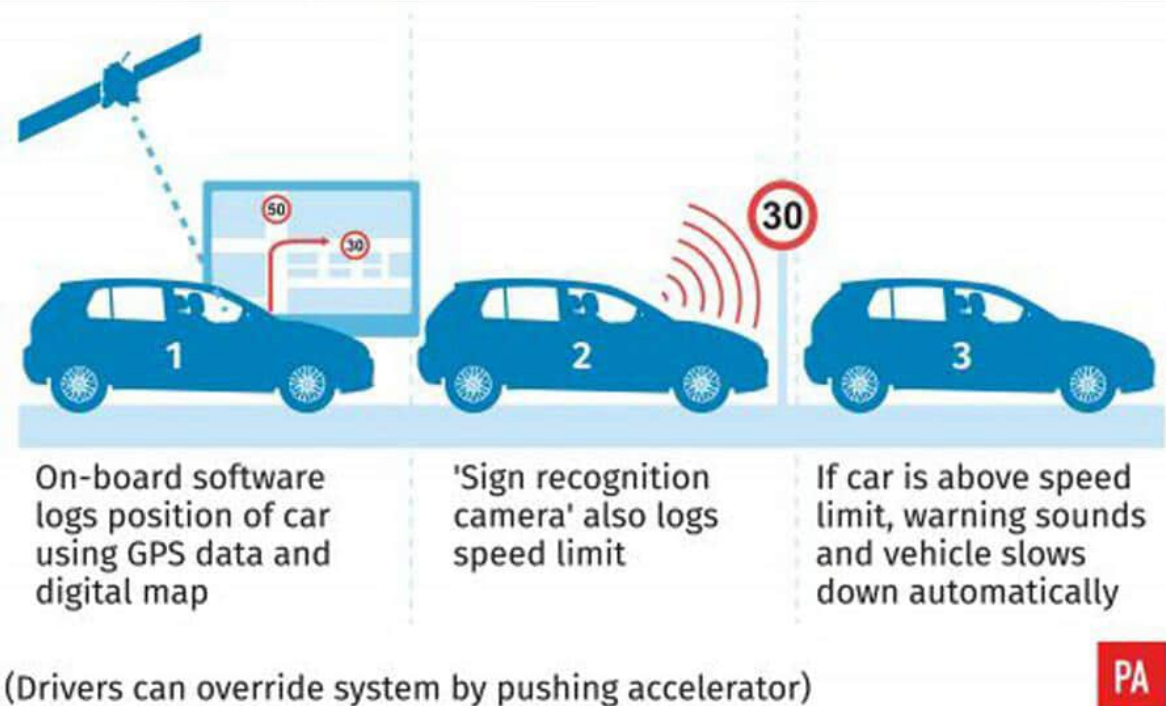 50
30
30
1
2
3
On-board software
logs position of car
using GPS data and
digital map
'Sign recognition
camera' also logs
speed limit
If car is above speed
limit, warning sounds
and vehicle slows
down automatically
(Drivers can override system by pushing accelerator)
PA